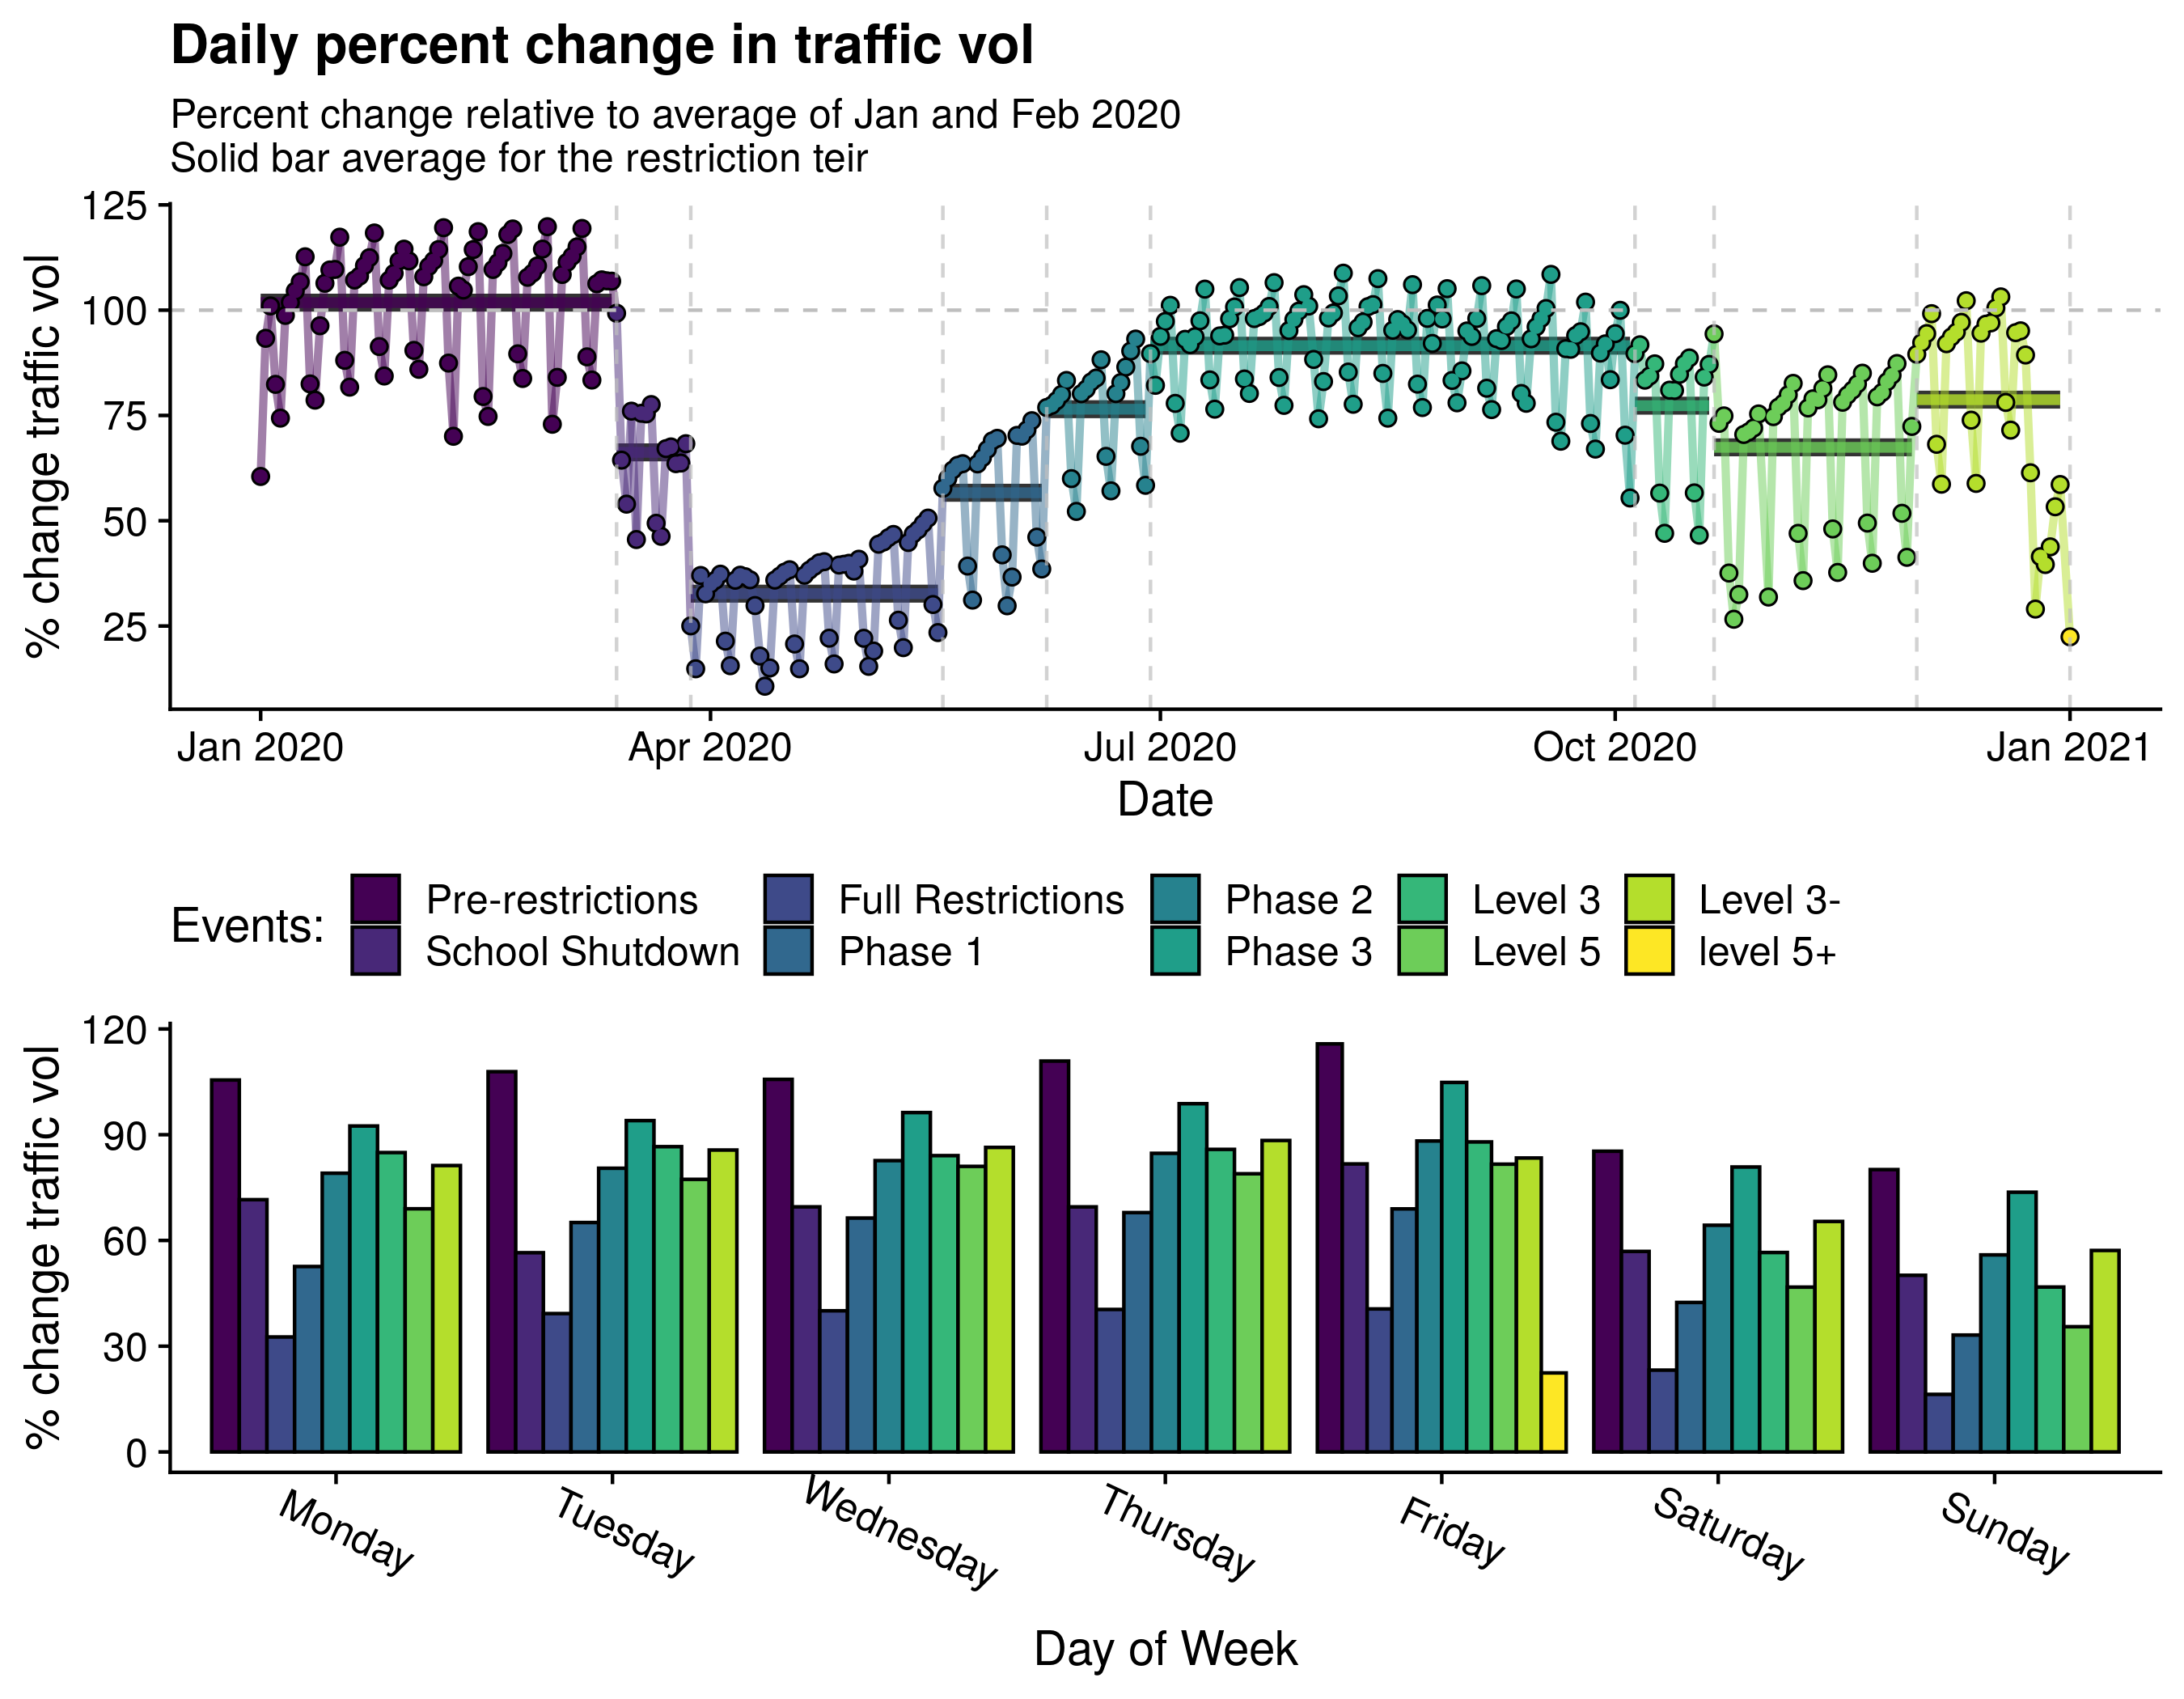 Daily percent change in traffic vol
Percent change relative to average of Jan and Feb 2020
Solid bar average for the restriction teir
% change traffic vol
125
100
75
50
25
Jan 2020 Apr 2020 Jul 2020 Oct 2020 Jan 2021
Date
Events:
Pre-restrictions Full Restrictions Phase 2 Level 3 Level 3-
School Shutdown Phase 1 Phase 3 Level 5 level 5+
% change traffic vol
120
90
60
30
0
Monday Tuesday Wednesday Thursday Friday Saturday Sunday
Day of Week